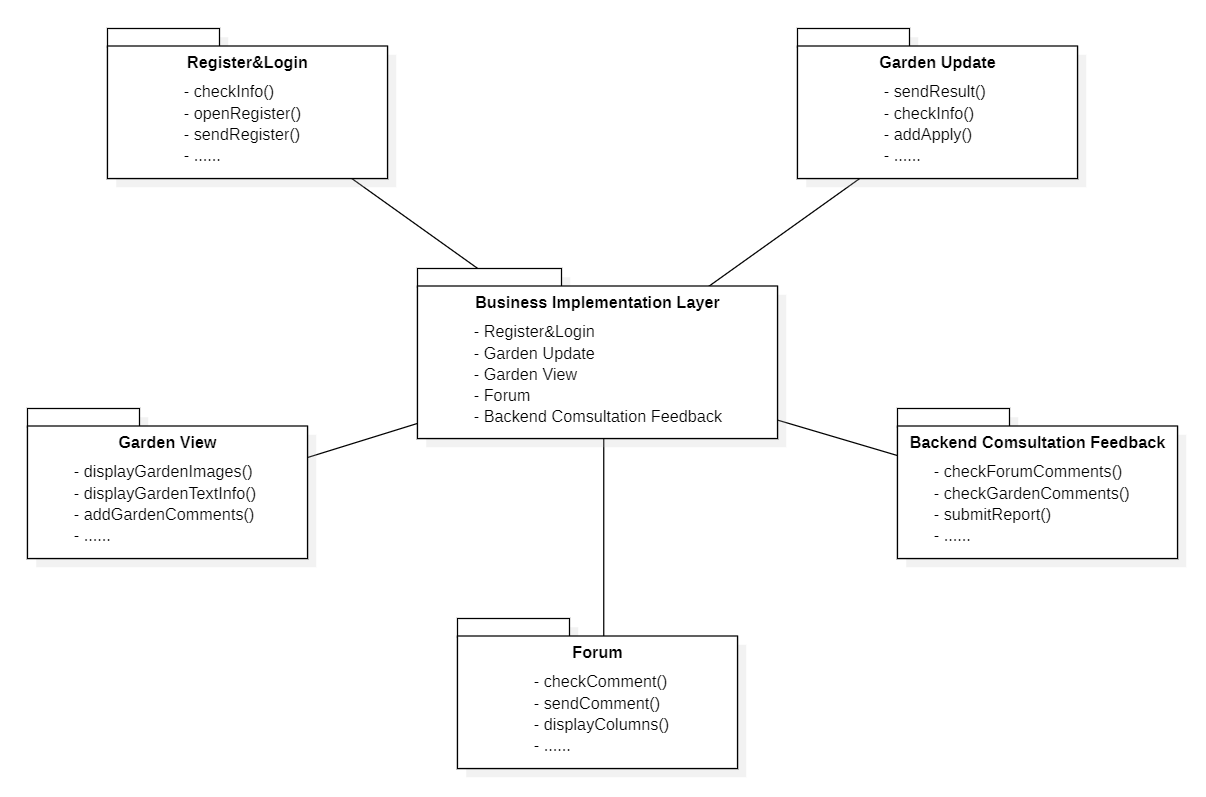 Register&Login
- checkInfo()
- openRegister()
- sendRegister()
- ......
Garden Update
- sendResult()
- checkInfo()
- addApply()
- ......
Business Implementation Layer
- Register&Login
- Garden Update
- Garden View
- Forum
- Backend Comsultation Feedback
Garden View
- displayGardenImages()
- displayGardenTextInfo()
- addGardenComments()
- ......
Backend Comsultation Feedback
- checkForumComments()
- checkGardenComments()
- submitReport()
- ......
Forum
- checkComment()
- sendComment()
- displayColumns()
- ......